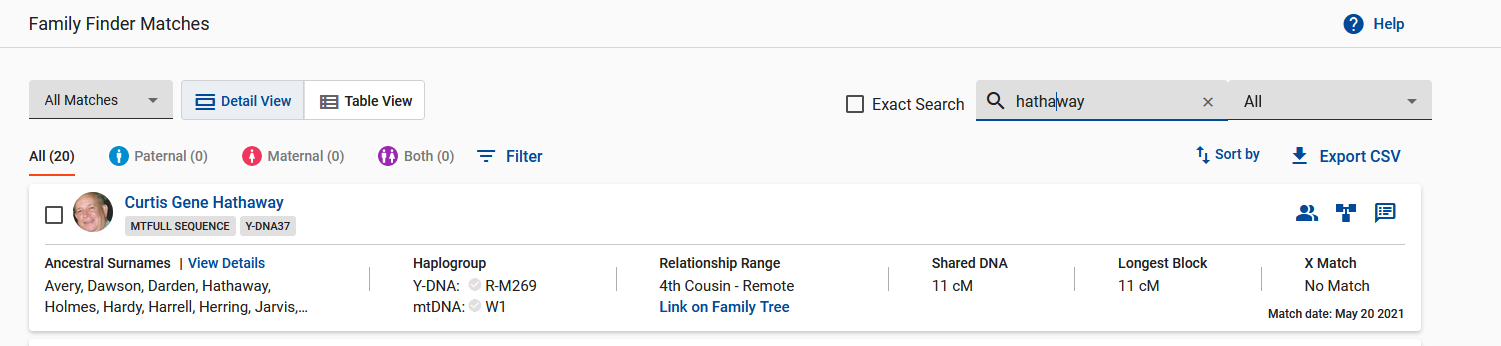 Family Finder Matches
Help
All Matches
Detail View
Table View
Exact Search
hathaway
All
All (20)
Paternal (0)
Maternal (0)
Both (0)
Filter
Sort by
Export CSV
Curtis Gene Hathaway
MTFULL SEQUENCE
Y-DNA37
Ancestral Surnames | View Details
Avery, Dawson, Darden, Hathaway,
Holmes, Hardy, Harrell, Herring, Jarvis,...
Haplogroup
Y-DNA: R-M269
mtDNA: W1
Relationship Range
4th Cousin - Remote
Link on Family Tree
Shared DNA
11 cM
Longest Block
11 cM
X Match
No Match
Match date: May 20 2021